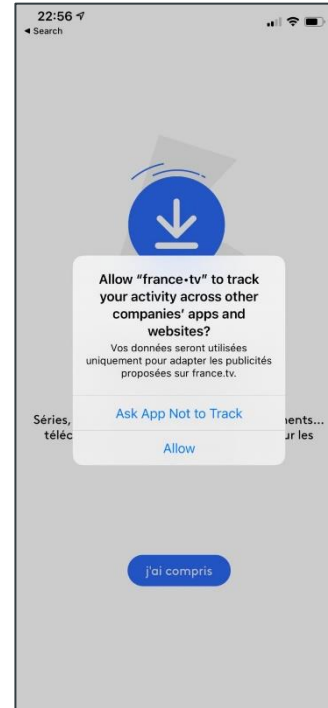 22:56
◀ Search
Allow “france•tv” to track
your activity across other
companies’ apps and
websites?
Vos données seront utilisées
uniquement pour adapter les publicités
proposées sur france.tv.
Ask App Not to Track
Allow
Séries,
j'ai compris